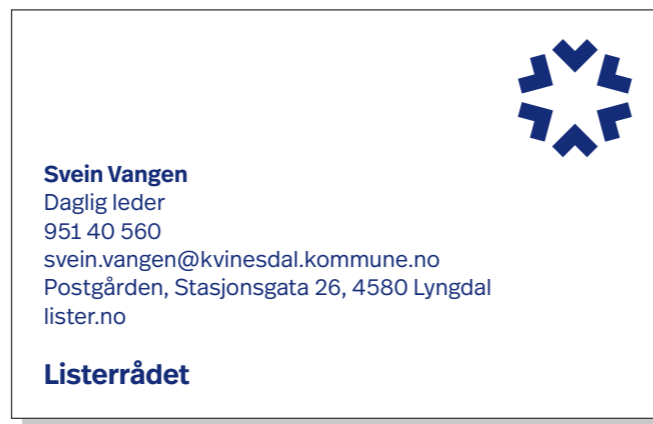 Svein Vangen
Daglig leder
951 40 560
svein.vangen@kvinesdal.kommune.no
Postgården, Stasjonsgata 26, 4580 Lyngdal
lister.no
Listerrådet